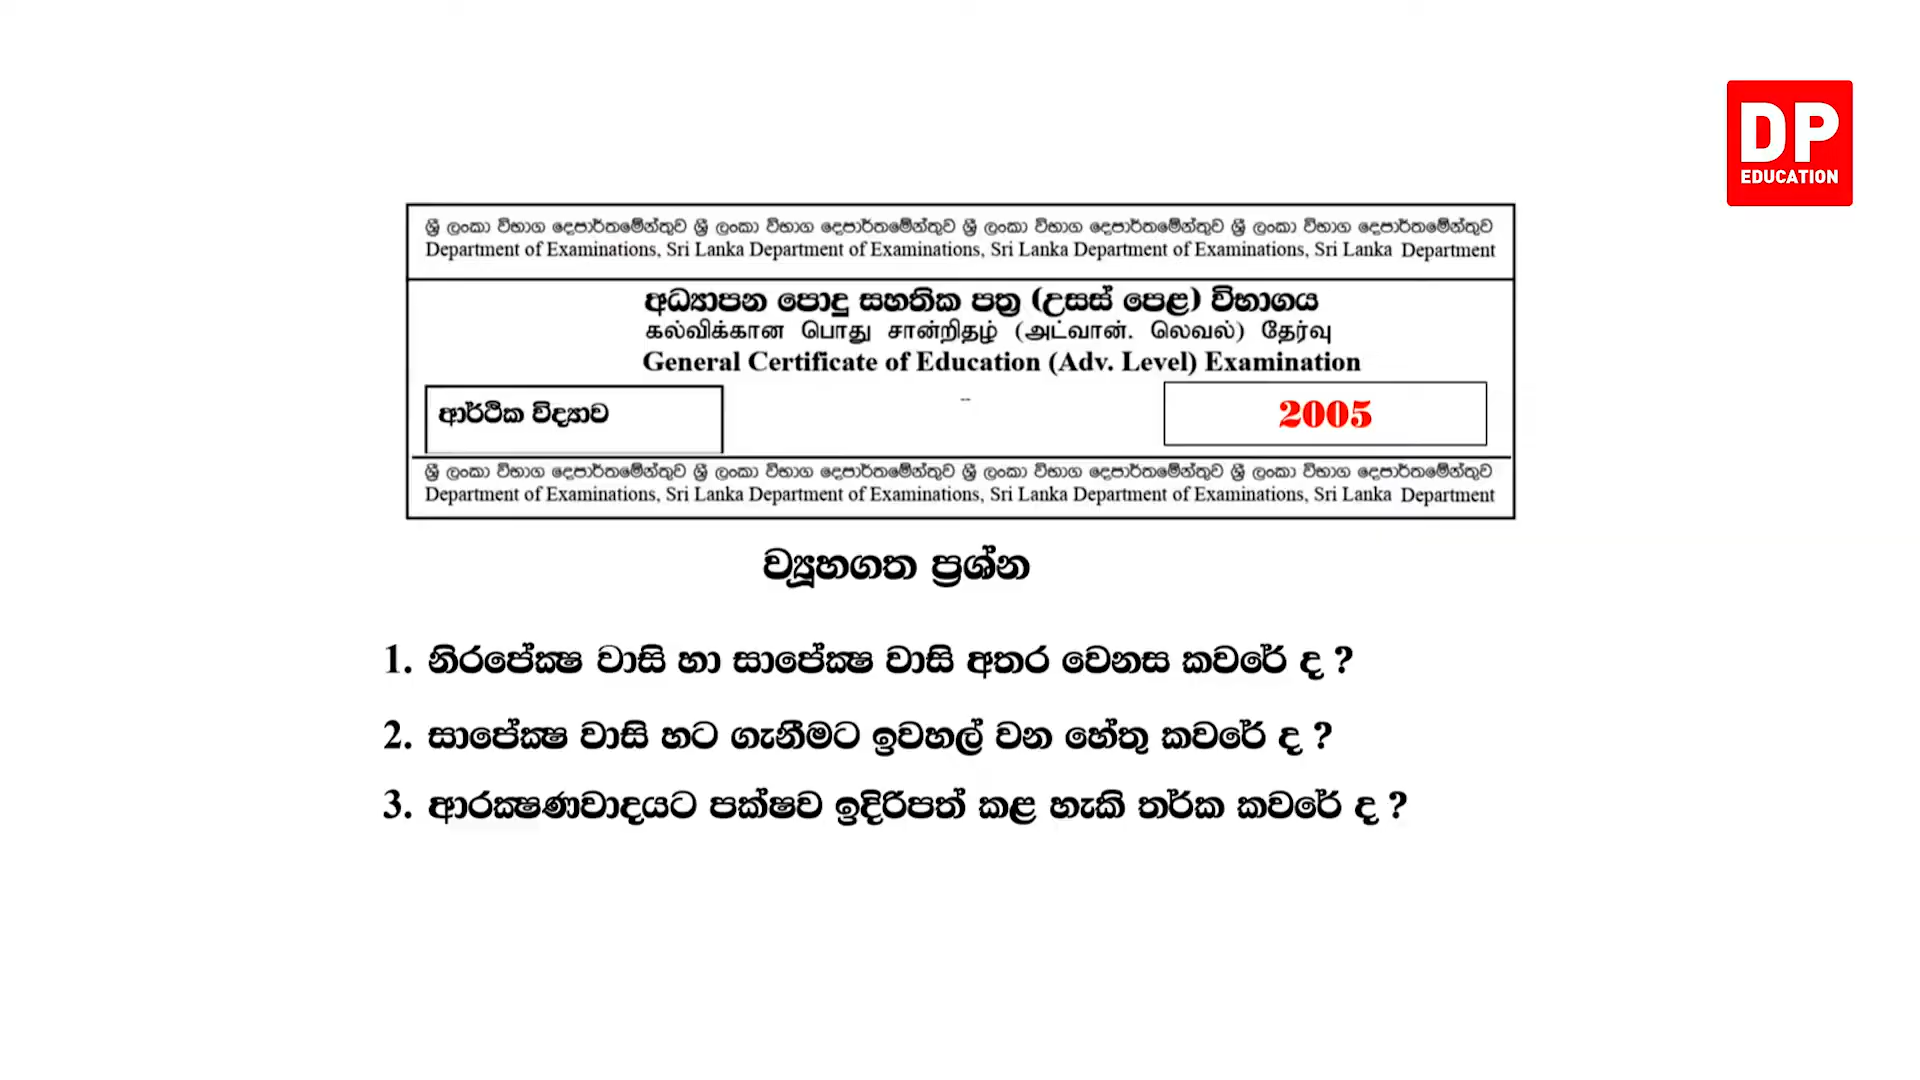 DP
EDUCATION
ශ්‍රී ලංකා විභාග දෙපාර්තමේන්තුව ශ්‍රී ලංකා විභාග දෙපාර්තමේන්තුව ශ්‍රී ලංකා විභාග දෙපාර්තමේන්තුව ශ්‍රී ලංකා විභාග දෙපාර්තමේන්තුව
Department of Examinations, Sri Lanka Department of Examinations, Sri Lanka Department of Examinations, Sri Lanka Department
අධ්‍යාපන පොදු සහතික පත්‍ර (උසස් පෙළ) විභාගය
கல்விக்கான பொது சான்றிதழ் (அட்வான். லெவல்) தேர்வு
General Certificate of Education (Adv. Level) Examination
ආර්ථික විද්‍යාව
2005
ශ්‍රී ලංකා විභාග දෙපාර්තමේන්තුව ශ්‍රී ලංකා විභාග දෙපාර්තමේන්තුව ශ්‍රී ලංකා විභාග දෙපාර්තමේන්තුව ශ්‍රී ලංකා විභාග දෙපාර්තමේන්තුව
Department of Examinations, Sri Lanka Department of Examinations, Sri Lanka Department of Examinations, Sri Lanka Department
ව්‍යූහගත ප්‍රශ්න
1. නිරපේක්‍ෂ වාසි හා සාපේක්‍ෂ වාසි අතර වෙනස කවරේ ද ?
2. සාපේක්‍ෂ වාසි හට ගැනීමට ඉවහල් වන හේතු කවරේ ද ?
3. ආරක්‍ෂණවාදයට පක්ෂව ඉදිරිපත් කළ හැකි තර්ක කවරේ ද ?